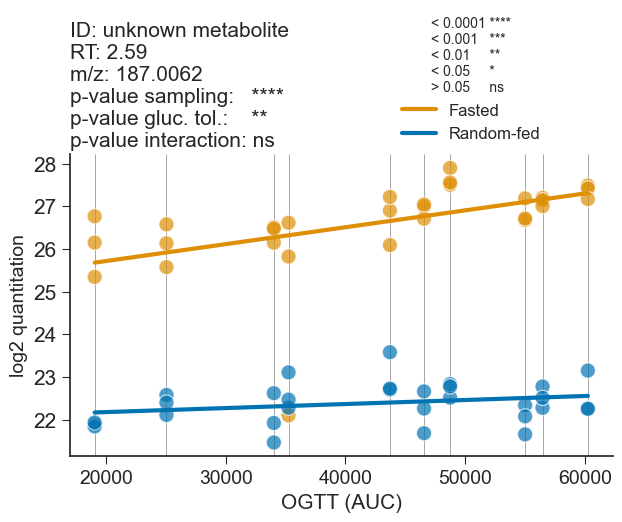 ID: unknown metabolite
RT: 2.59
m/z: 187.0062
p-value sampling: ****
p-value gluc. tol.: **
p-value interaction: ns
< 0.0001 ****
< 0.001 ***
< 0.01 **
< 0.05 *
> 0.05 ns
Fasted
Random-fed
28
27
26
25
24
23
22
log2 quantitation
20000 30000 40000 50000 60000
OGTT (AUC)